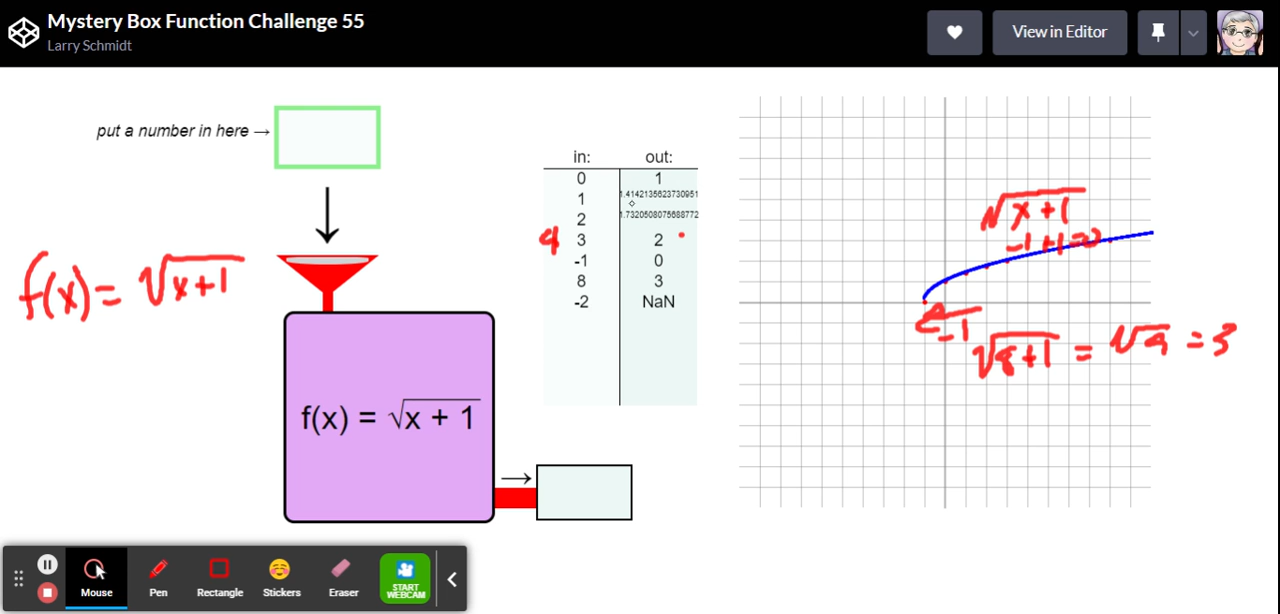 Mystery Box Function Challenge 55
Larry Schmidt
View in Editor
put a number in here →
in: out:
0 1
1 1.4142135623730951
2 1.7320508075688772
4 3 2
-1 0
8 3
-2 NaN
f(x) = √x+1
f(x) = √x + 1
√x+1
-1+1=0
-1
√8+1 = √9 = 3
Mouse
Pen
Rectangle
Stickers
Eraser
START
WEBCAM